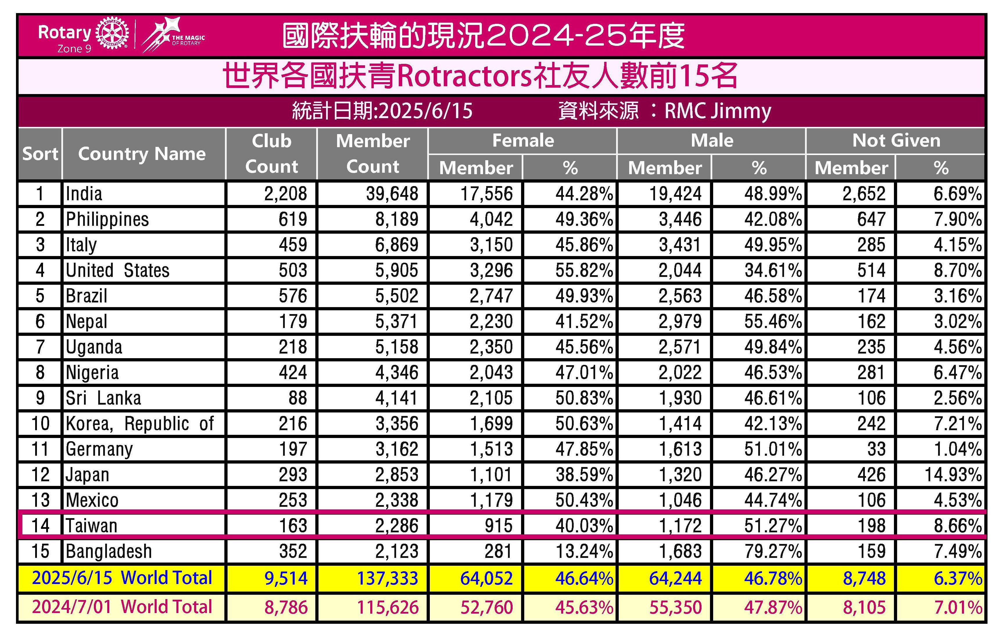 Rotary
Zone 9
ROTARY
INTERNATIONAL
THE MAGIC
OF ROTARY
國際扶輪的現況2024-25年度
世界各國扶青Rotractors社友人數前15名
統計日期:2025/6/15 資料來源 ：RMC Jimmy
Sort Country Name Club Count Member Count Female Male Not Given
Member % Member % Member %
1 India 2,208 39,648 17,556 44.28% 19,424 48.99% 2,652 6.69%
2 Philippines 619 8,189 4,042 49.36% 3,446 42.08% 647 7.90%
3 Italy 459 6,869 3,150 45.86% 3,431 49.95% 285 4.15%
4 United States 503 5,905 3,296 55.82% 2,044 34.61% 514 8.70%
5 Brazil 576 5,502 2,747 49.93% 2,563 46.58% 174 3.16%
6 Nepal 179 5,371 2,230 41.52% 2,979 55.46% 162 3.02%
7 Uganda 218 5,158 2,350 45.56% 2,571 49.84% 235 4.56%
8 Nigeria 424 4,346 2,043 47.01% 2,022 46.53% 281 6.47%
9 Sri Lanka 88 4,141 2,105 50.83% 1,930 46.61% 106 2.56%
10 Korea, Republic of 216 3,356 1,699 50.63% 1,414 42.13% 242 7.21%
11 Germany 197 3,162 1,513 47.85% 1,613 51.01% 33 1.04%
12 Japan 293 2,853 1,101 38.59% 1,320 46.27% 426 14.93%
13 Mexico 253 2,338 1,179 50.43% 1,046 44.74% 106 4.53%
14 Taiwan 163 2,286 915 40.03% 1,172 51.27% 198 8.66%
15 Bangladesh 352 2,123 281 13.24% 1,683 79.27% 159 7.49%
2025/6/15 World Total 9,514 137,333 64,052 46.64% 64,244 46.78% 8,748 6.37%
2024/7/01 World Total 8,786 115,626 52,760 45.63% 55,350 47.87% 8,105 7.01%